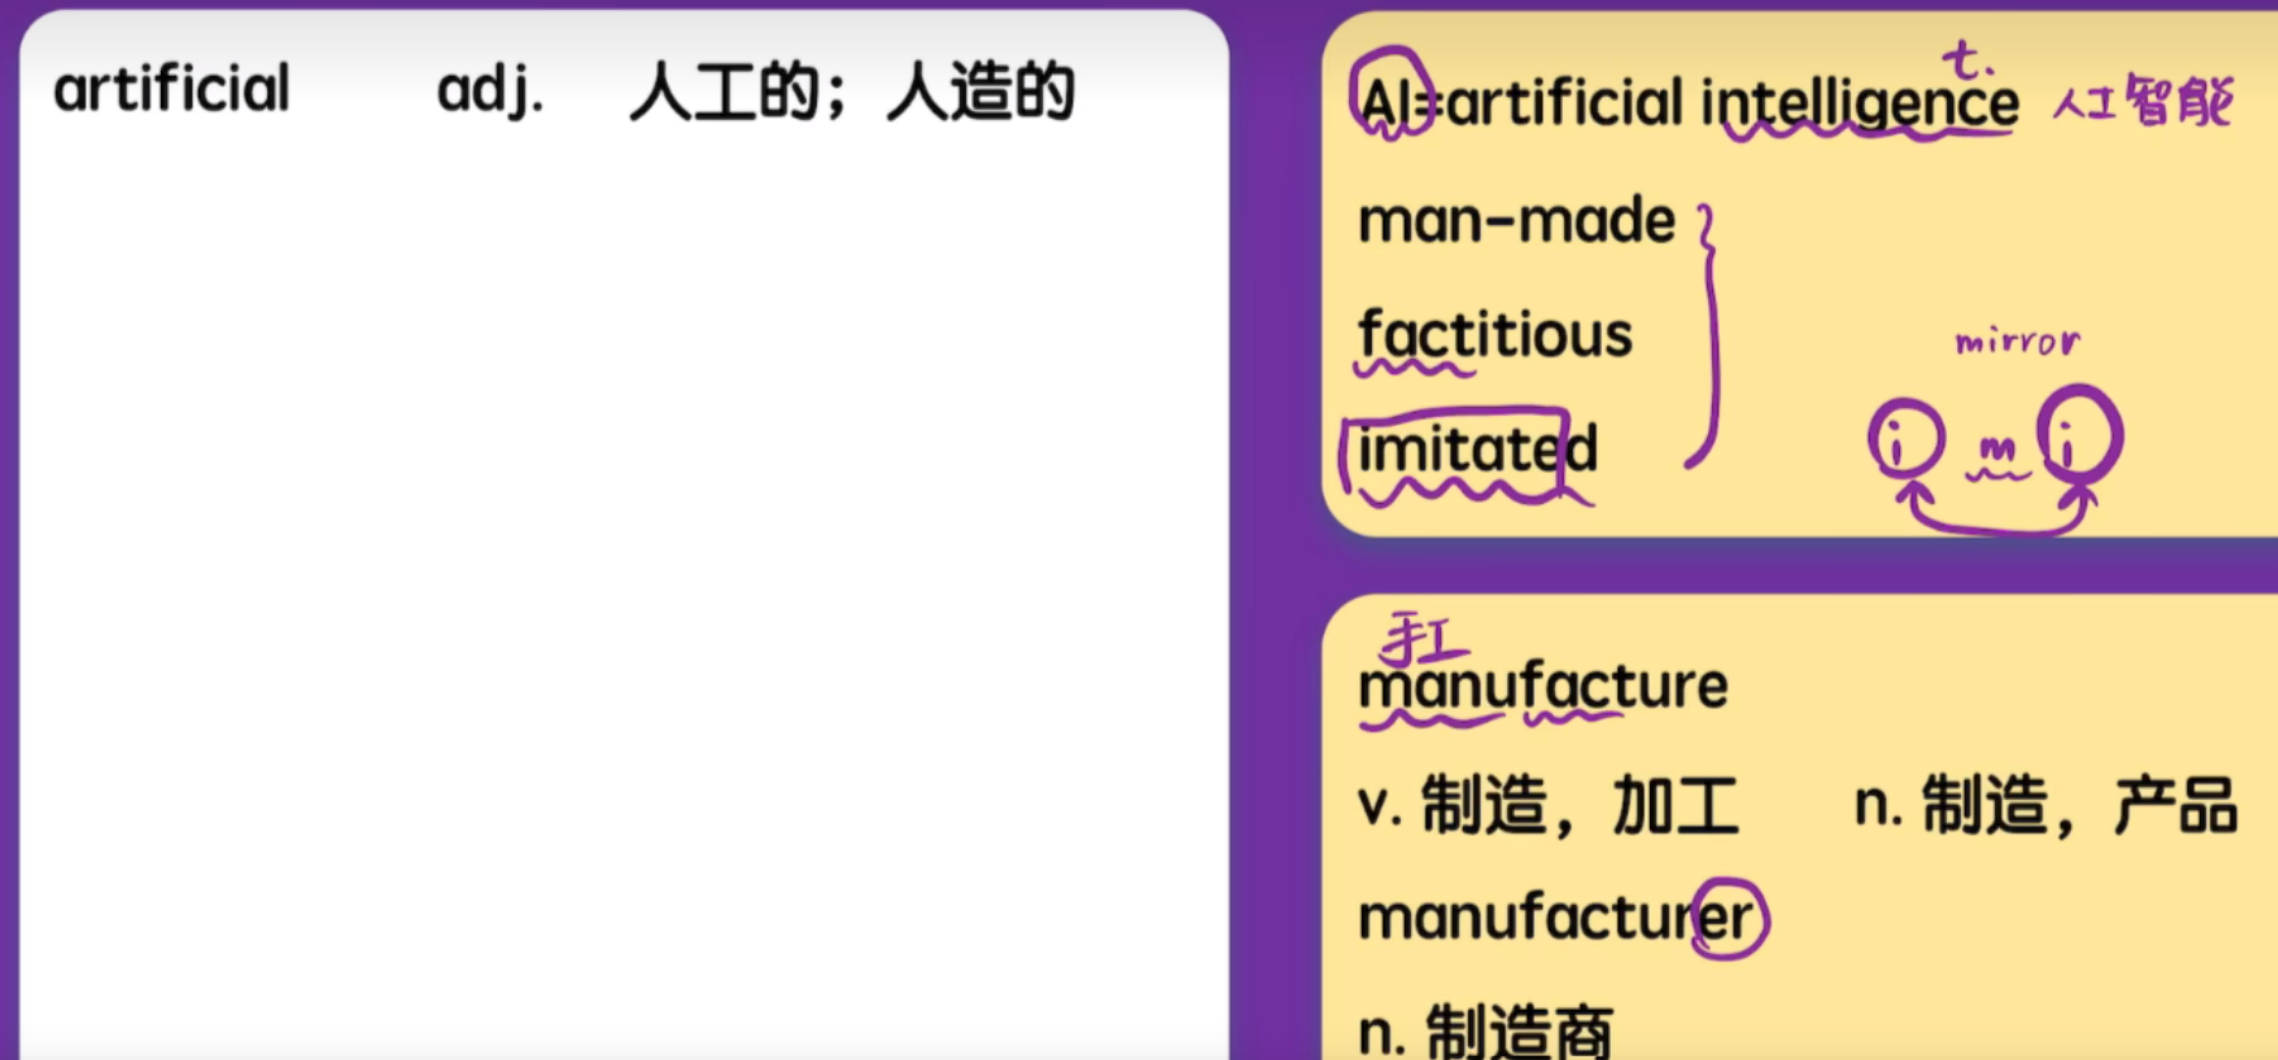 artificial adj. 人工的；人造的
t.
AI=artificial intelligence 人工智能
man-made
factitious
mirror
imitated
i m i
手工
manufacture
v. 制造，加工 n. 制造，产品
manufacturer
n. 制造商